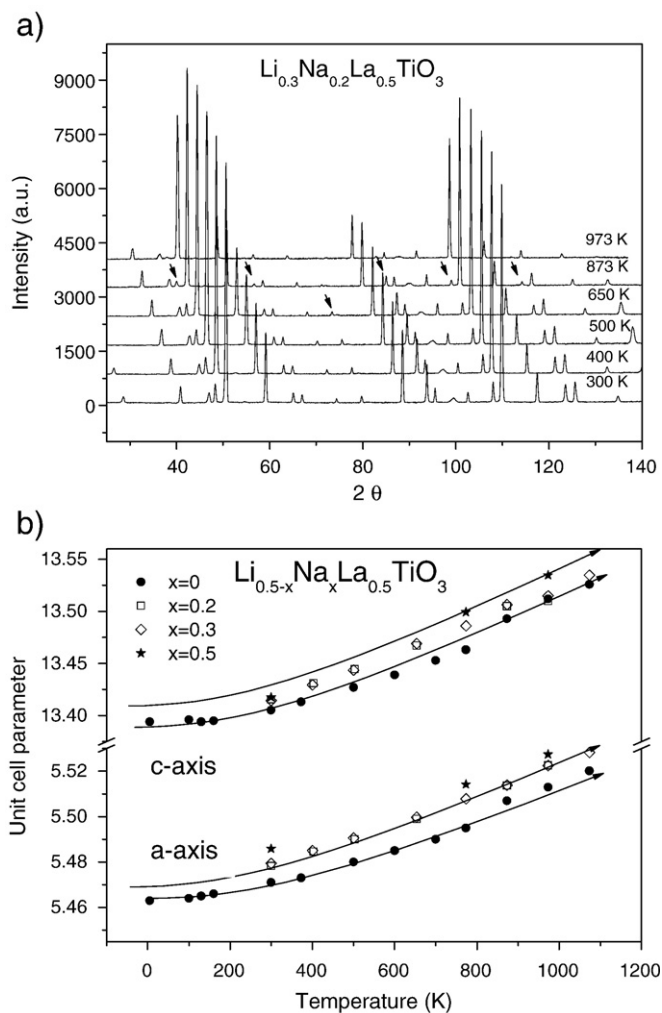 a)
Li0.3Na0.2La0.5TiO3
Intensity (a.u.)
9000
7500
6000
4500
3000
1500
0
973 K
873 K
650 K
500 K
400 K
300 K
40 60 80 100 120 140
2 θ
b)
Li0.5-xNaxLa0.5TiO3
x=0
x=0.2
x=0.3
x=0.5
Unit cell parameter
13.55
13.50
13.45
13.40
5.52
5.50
5.48
5.46
c-axis
a-axis
0 200 400 600 800 1000 1200
Temperature (K)